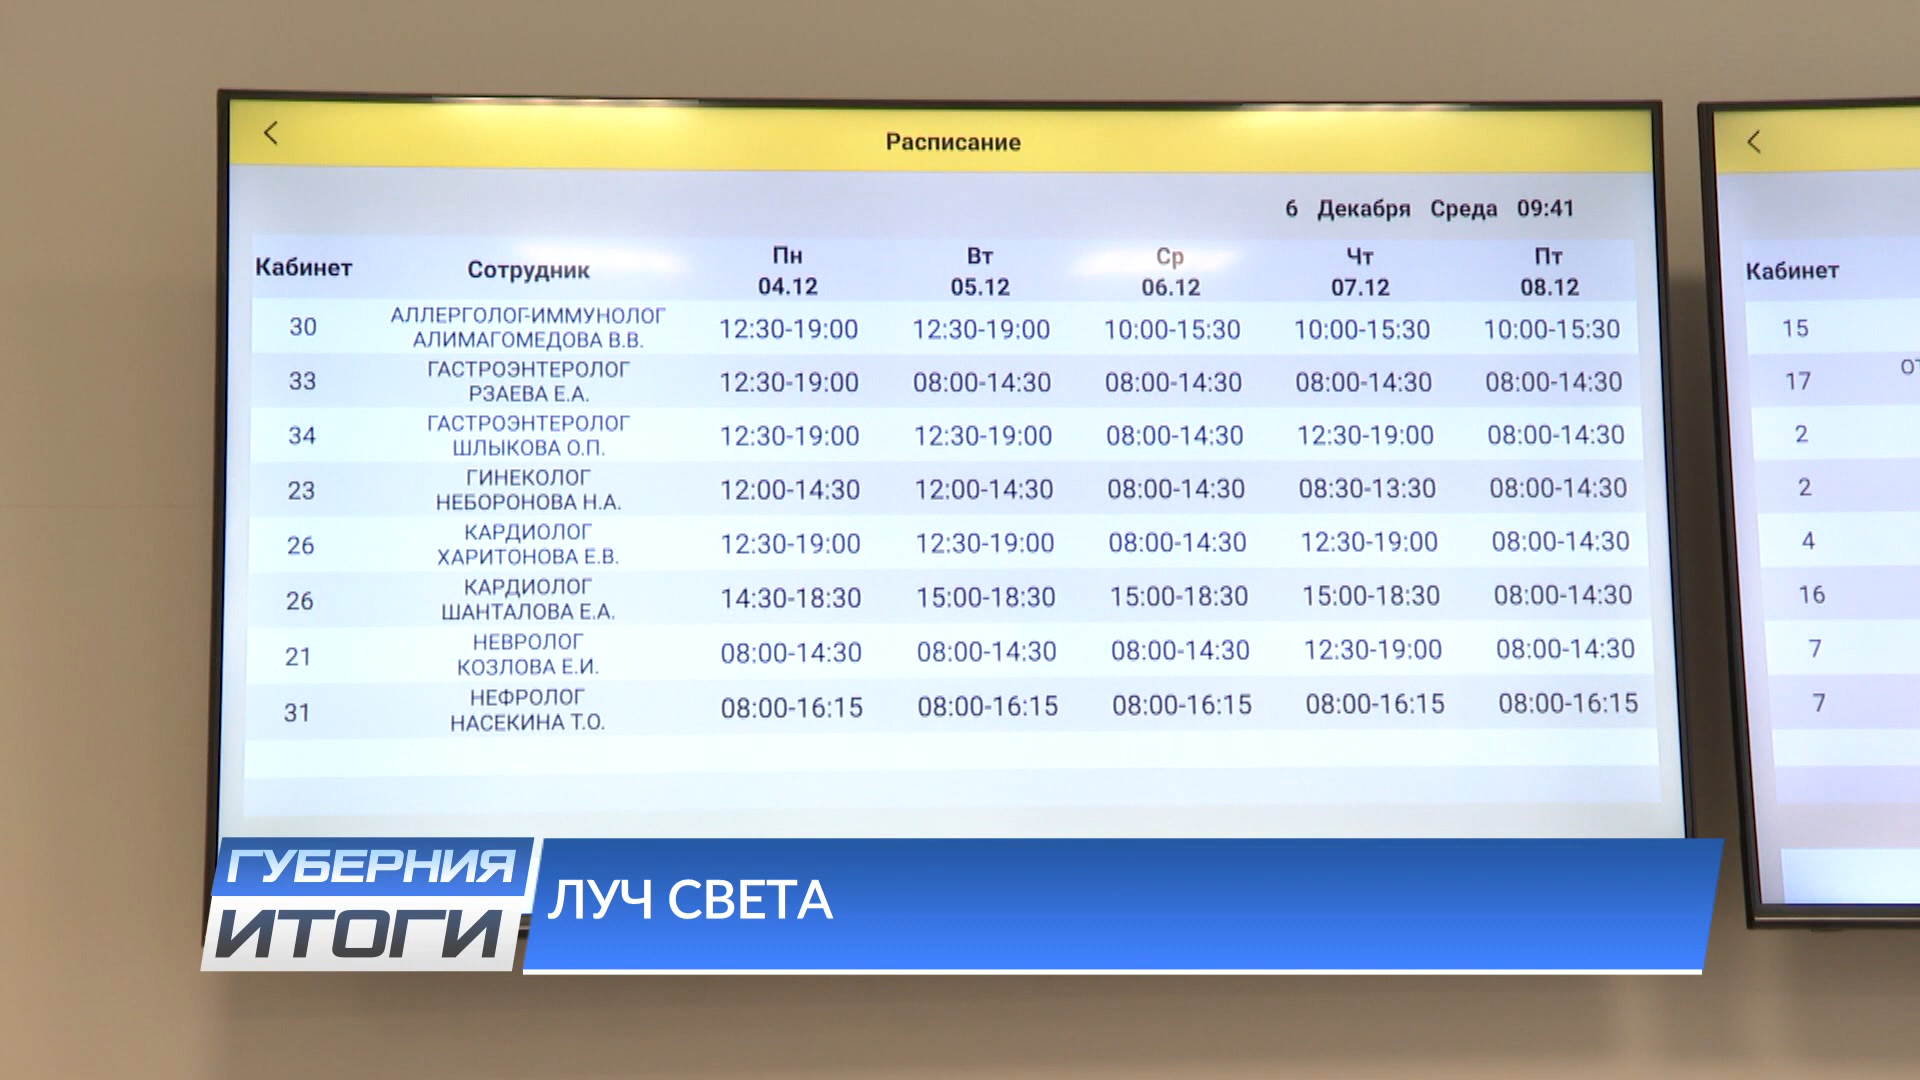 Расписание
6 Декабря Среда 09:41
Кабинет Сотрудник Пн 04.12 Вт 05.12 Ср 06.12 Чт 07.12 Пт 08.12
30 АЛЛЕРГОЛОГ-ИММУНОЛОГ АЛИМАГОМЕДОВА В.В. 12:30-19:00 12:30-19:00 10:00-15:30 10:00-15:30 10:00-15:30
33 ГАСТРОЭНТЕРОЛОГ РЗАЕВА Е.А. 12:30-19:00 08:00-14:30 08:00-14:30 08:00-14:30 08:00-14:30
34 ГАСТРОЭНТЕРОЛОГ ШЛЫКОВА О.П. 12:30-19:00 12:30-19:00 08:00-14:30 12:30-19:00 08:00-14:30
23 ГИНЕКОЛОГ НЕБОРОНОВА Н.А. 12:00-14:30 12:00-14:30 08:00-14:30 08:30-13:30 08:00-14:30
26 КАРДИОЛОГ ХАРИТОНОВА Е.В. 12:30-19:00 12:30-19:00 08:00-14:30 12:30-19:00 08:00-14:30
26 КАРДИОЛОГ ШАНТАЛОВА Е.А. 14:30-18:30 15:00-18:30 15:00-18:30 15:00-18:30 08:00-14:30
21 НЕВРОЛОГ КОЗЛОВА Е.И. 08:00-14:30 08:00-14:30 08:00-14:30 12:30-19:00 08:00-14:30
31 НЕФРОЛОГ НАСЕКИНА Т.О. 08:00-16:15 08:00-16:15 08:00-16:15 08:00-16:15 08:00-16:15
Кабинет
15
17
2
2
4
16
7
7
ГУБЕРНИЯ
ИТОГИ
ЛУЧ СВЕТА